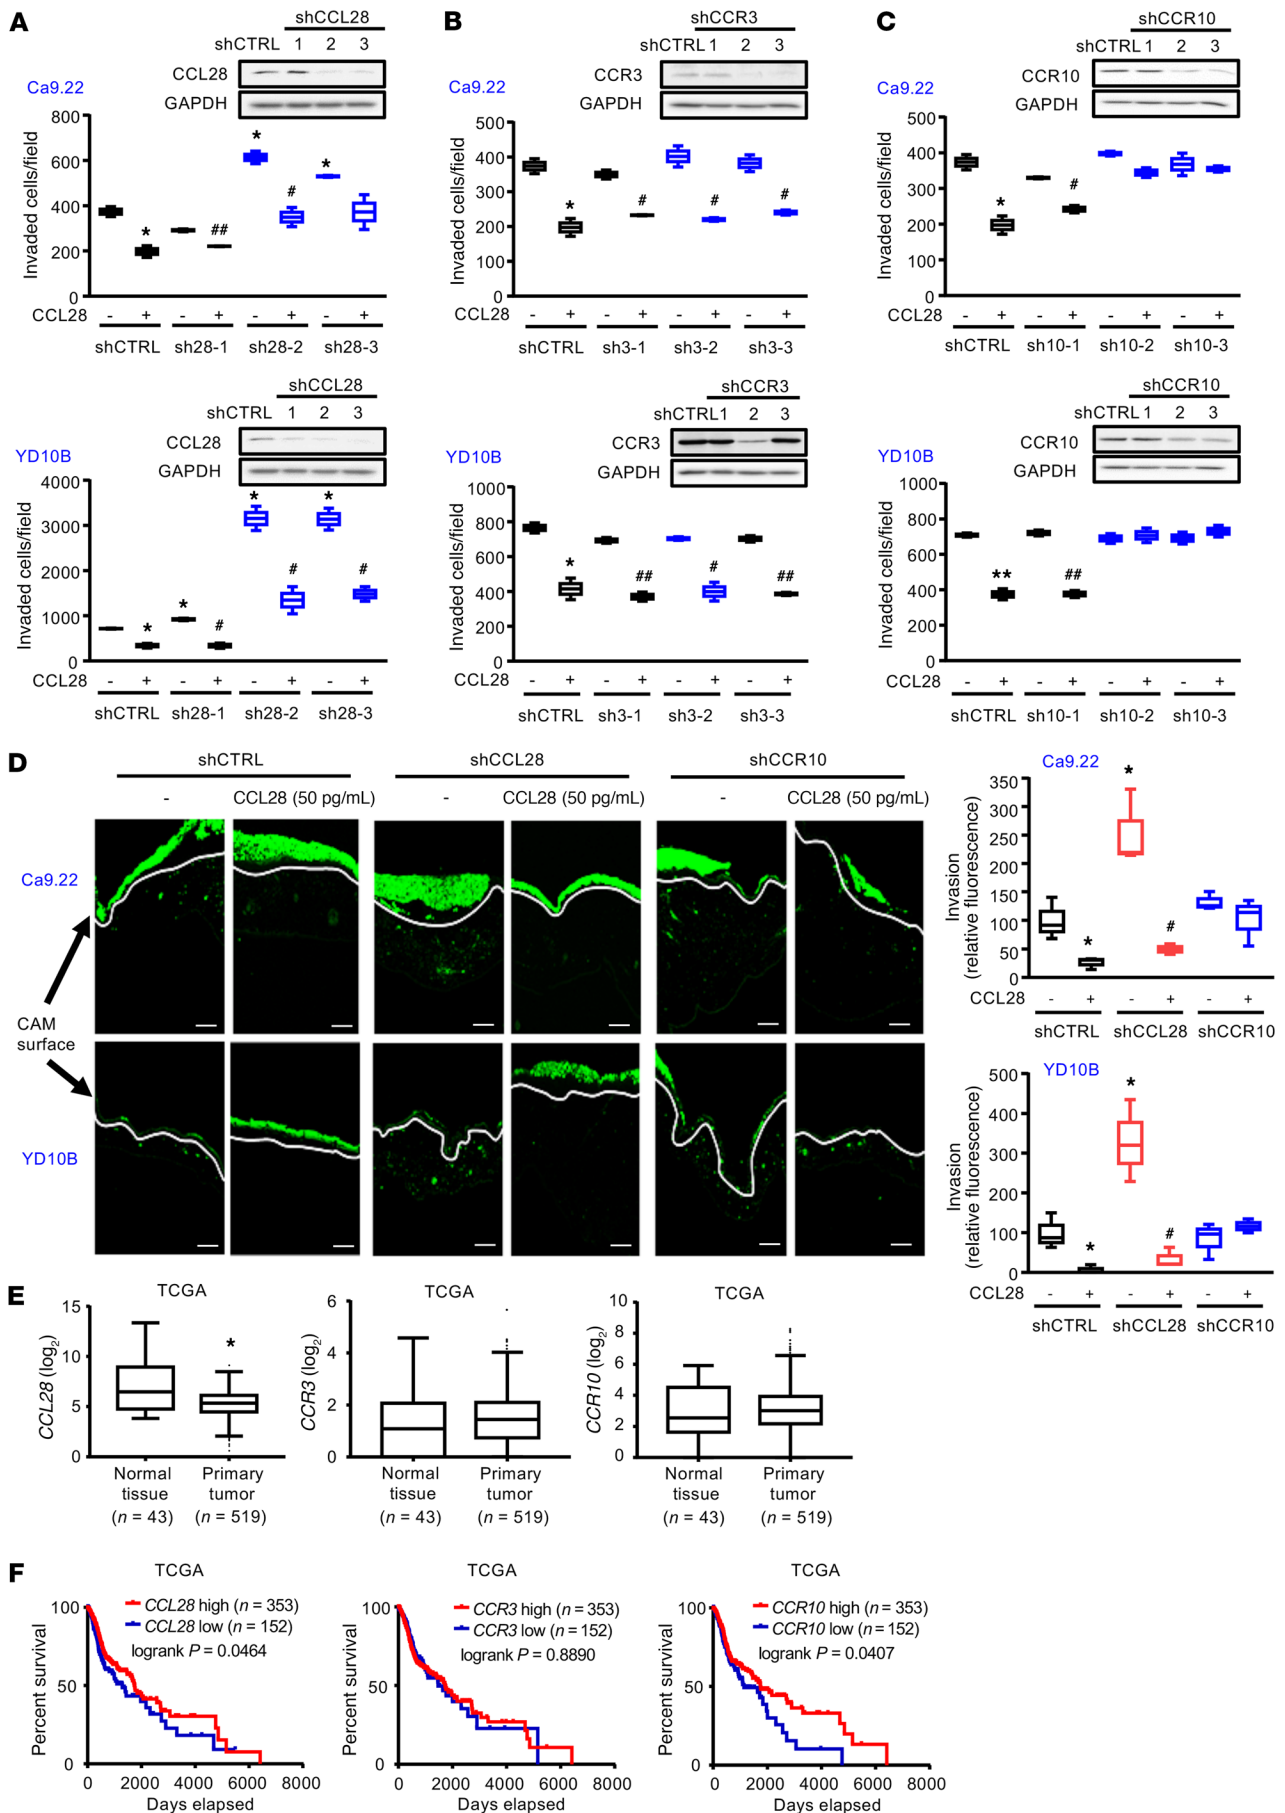 A
shCCL28
shCTRL 1 2 3
CCL28
GAPDH
Ca9.22
Invaded cells/field
800
600
400
200
0
*
*
##
*
#
*
CCL28 - + - + - + - +
shCTRL sh28-1 sh28-2 sh28-3
shCCL28
shCTRL 1 2 3
CCL28
GAPDH
YD10B
Invaded cells/field
4000
3000
2000
1000
0
*
*
#
*
#
*
#
CCL28 - + - + - + - +
shCTRL sh28-1 sh28-2 sh28-3
B
shCCR3
shCTRL 1 2 3
CCR3
GAPDH
Ca9.22
Invaded cells/field
500
400
300
200
100
0
*
#
#
#
CCL28 - + - + - + - +
shCTRL sh3-1 sh3-2 sh3-3
shCCR3
shCTRL 1 2 3
CCR3
GAPDH
YD10B
Invaded cells/field
1000
800
600
400
200
0
*
##
#
##
CCL28 - + - + - + - +
shCTRL sh3-1 sh3-2 sh3-3
C
shCCR10
shCTRL 1 2 3
CCR10
GAPDH
Ca9.22
Invaded cells/field
500
400
300
200
100
0
*
#
CCL28 - + - + - + - +
shCTRL sh10-1 sh10-2 sh10-3
shCCR10
shCTRL 1 2 3
CCR10
GAPDH
YD10B
Invaded cells/field
1000
800
600
400
200
0
**
##
CCL28 - + - + - + - +
shCTRL sh10-1 sh10-2 sh10-3
D
shCTRL shCCL28 shCCR10
- CCL28 (50 pg/mL) - CCL28 (50 pg/mL) - CCL28 (50 pg/mL)
Ca9.22
CAM
surface
YD10B
Ca9.22
Invasion
(relative fluorescence)
350
300
250
200
150
100
50
0
*
*
#
CCL28 - + - + - +
shCTRL shCCL28 shCCR10
YD10B
Invasion
(relative fluorescence)
500
400
300
200
100
0
*
*
#
CCL28 - + - + - +
shCTRL shCCL28 shCCR10
E
TCGA
CCL28 (log2)
15
10
5
0
*
Normal tissue (n = 43)
Primary tumor (n = 519)
TCGA
CCR3 (log2)
6
4
2
0
Normal tissue (n = 43)
Primary tumor (n = 519)
TCGA
CCR10 (log2)
10
8
6
4
2
0
Normal tissue (n = 43)
Primary tumor (n = 519)
F
TCGA
CCL28 high (n = 353)
CCL28 low (n = 152)
logrank P = 0.0464
Percent survival
100
50
0
0 2000 4000 6000 8000
Days elapsed
TCGA
CCR3 high (n = 353)
CCR3 low (n = 152)
logrank P = 0.8890
Percent survival
100
50
0
0 2000 4000 6000 8000
Days elapsed
TCGA
CCR10 high (n = 353)
CCR10 low (n = 152)
logrank P = 0.0407
Percent survival
100
50
0
0 2000 4000 6000 8000
Days elapsed